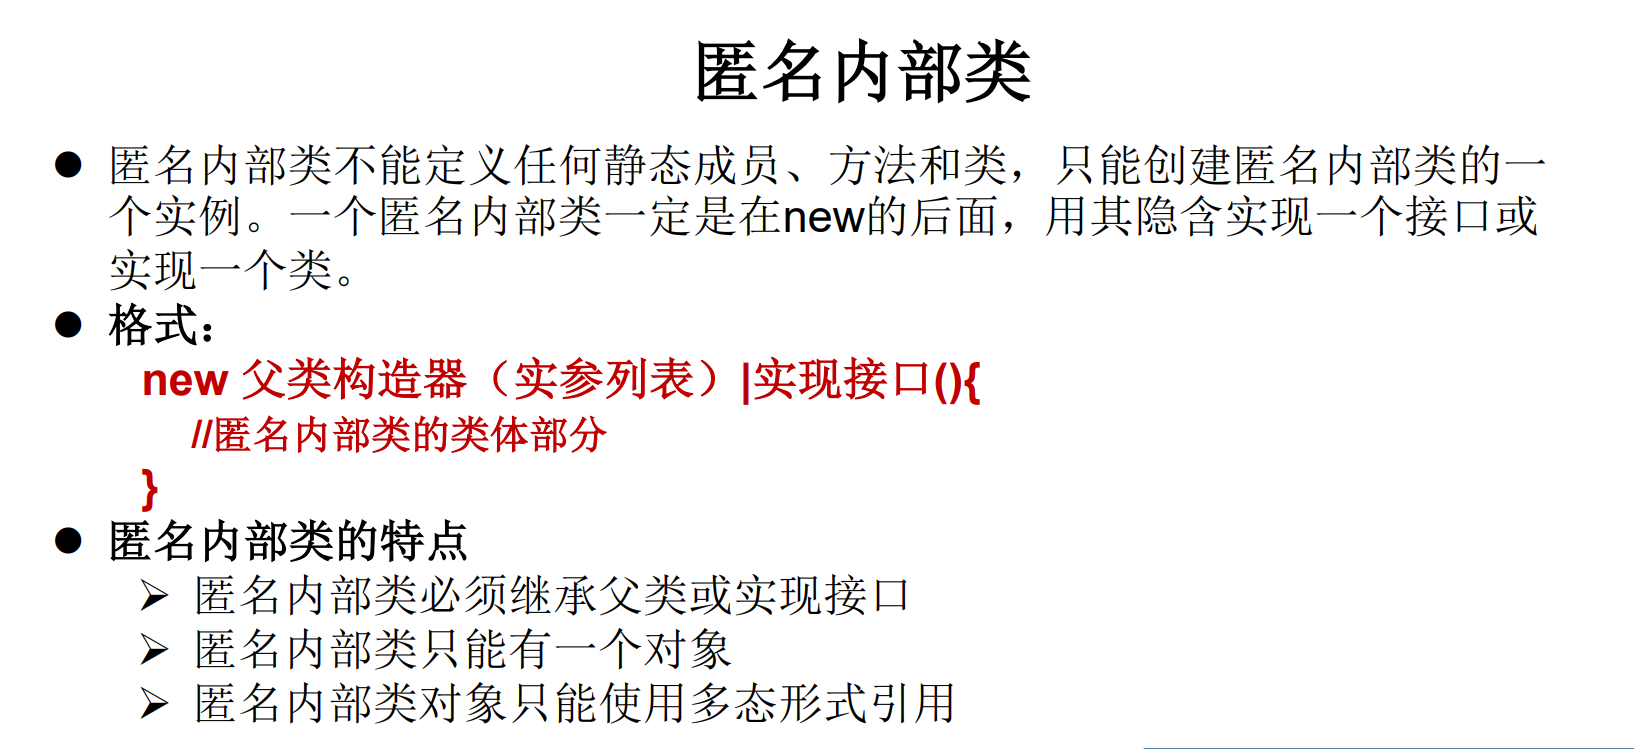 匿名内部类
● 匿名内部类不能定义任何静态成员、方法和类，只能创建匿名内部类的一
个实例。一个匿名内部类一定是在new的后面，用其隐含实现一个接口或
实现一个类。
● 格式：
new 父类构造器（实参列表）|实现接口(){
//匿名内部类的类体部分
}
● 匿名内部类的特点
➢ 匿名内部类必须继承父类或实现接口
➢ 匿名内部类只能有一个对象
➢ 匿名内部类对象只能使用多态形式引用